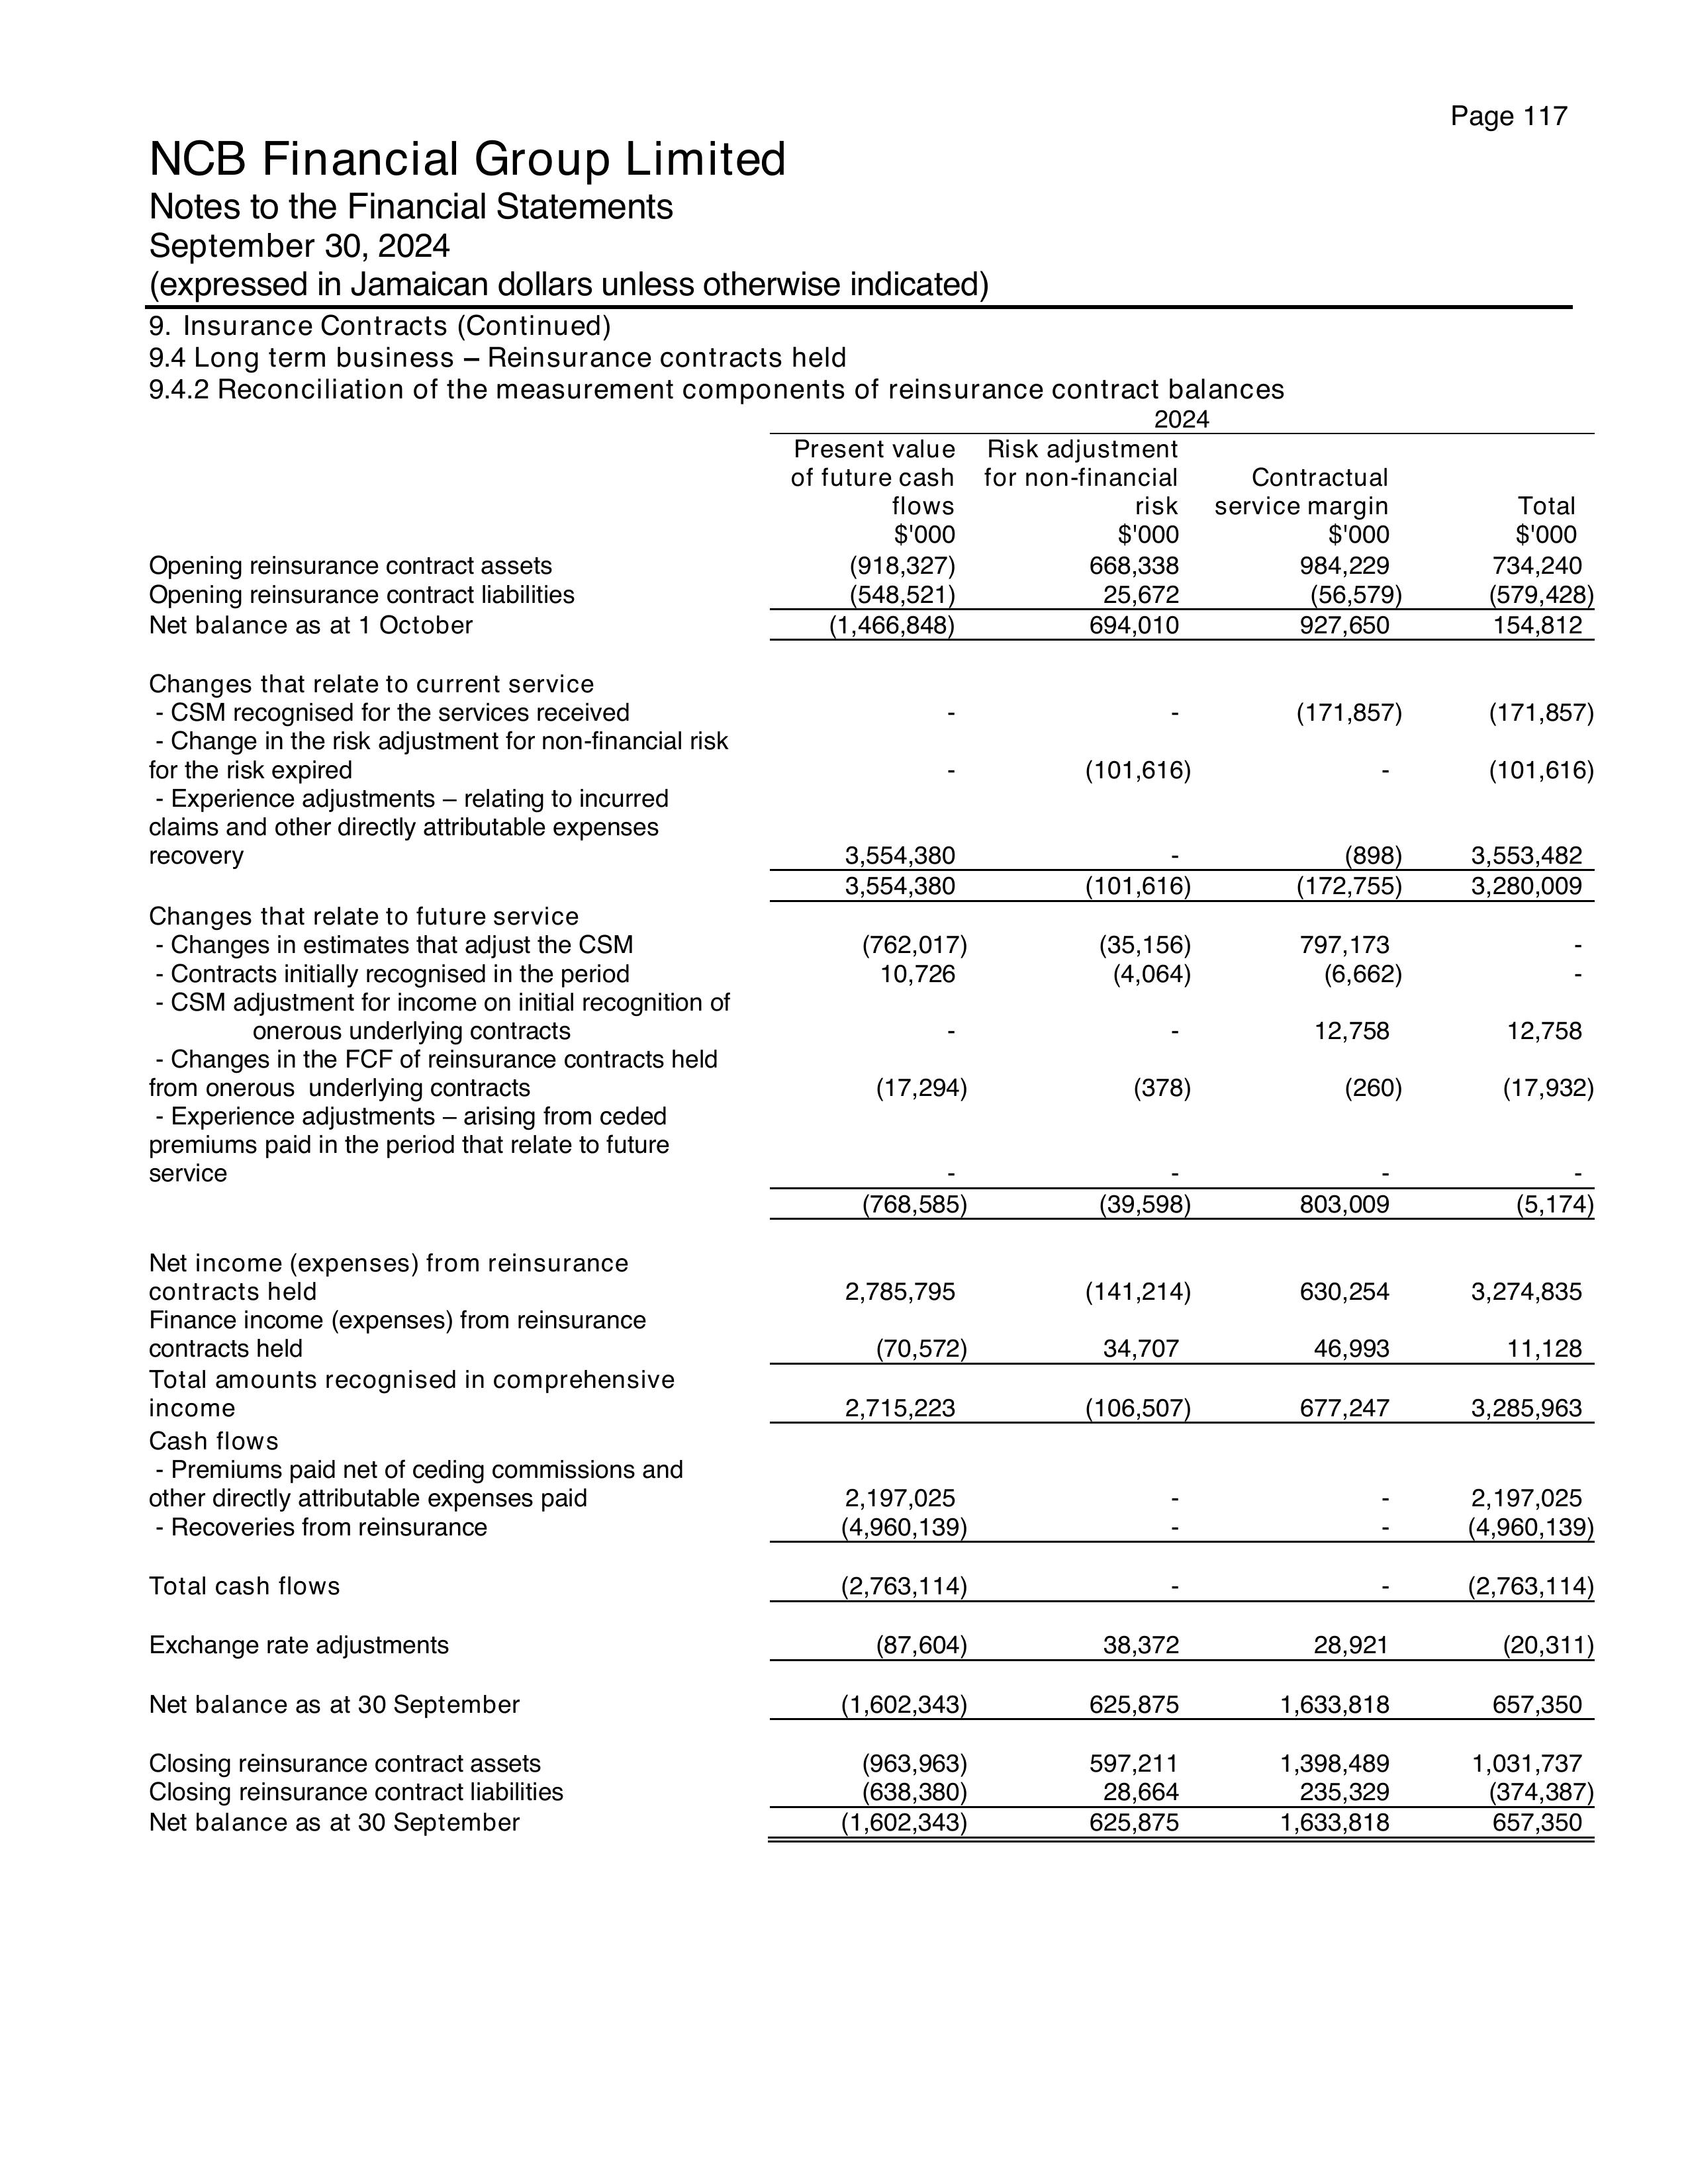 Page 117
NCB Financial Group Limited
Notes to the Financial Statements
September 30, 2024
(expressed in Jamaican dollars unless otherwise indicated)
9. Insurance Contracts (Continued)
9.4 Long term business – Reinsurance contracts held
9.4.2 Reconciliation of the measurement components of reinsurance contract balances
2024
Present value Risk adjustment
of future cash for non-financial Contractual
flows risk service margin Total
$'000 $'000 $'000 $'000
Opening reinsurance contract assets (918,327) 668,338 984,229 734,240
Opening reinsurance contract liabilities (548,521) 25,672 (56,579) (579,428)
Net balance as at 1 October (1,466,848) 694,010 927,650 154,812
Changes that relate to current service
- CSM recognised for the services received - - (171,857) (171,857)
- Change in the risk adjustment for non-financial risk
for the risk expired - (101,616) - (101,616)
- Experience adjustments – relating to incurred
claims and other directly attributable expenses
recovery 3,554,380 - (898) 3,553,482
3,554,380 (101,616) (172,755) 3,280,009
Changes that relate to future service
- Changes in estimates that adjust the CSM (762,017) (35,156) 797,173 -
- Contracts initially recognised in the period 10,726 (4,064) (6,662) -
- CSM adjustment for income on initial recognition of
onerous underlying contracts - - 12,758 12,758
- Changes in the FCF of reinsurance contracts held
from onerous underlying contracts (17,294) (378) (260) (17,932)
- Experience adjustments – arising from ceded
premiums paid in the period that relate to future
service - - - -
(768,585) (39,598) 803,009 (5,174)
Net income (expenses) from reinsurance
contracts held 2,785,795 (141,214) 630,254 3,274,835
Finance income (expenses) from reinsurance
contracts held (70,572) 34,707 46,993 11,128
Total amounts recognised in comprehensive
income 2,715,223 (106,507) 677,247 3,285,963
Cash flows
- Premiums paid net of ceding commissions and
other directly attributable expenses paid 2,197,025 - - 2,197,025
- Recoveries from reinsurance (4,960,139) - - (4,960,139)
Total cash flows (2,763,114) - - (2,763,114)
Exchange rate adjustments (87,604) 38,372 28,921 (20,311)
Net balance as at 30 September (1,602,343) 625,875 1,633,818 657,350
Closing reinsurance contract assets (963,963) 597,211 1,398,489 1,031,737
Closing reinsurance contract liabilities (638,380) 28,664 235,329 (374,387)
Net balance as at 30 September (1,602,343) 625,875 1,633,818 657,350